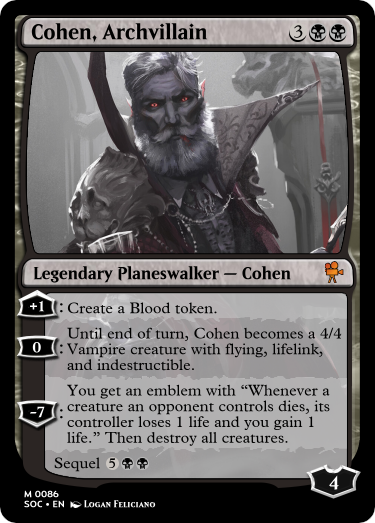 Cohen, Archvillain 3
Legendary Planeswalker — Cohen
+1 : Create a Blood token.
0 : Until end of turn, Cohen becomes a 4/4
Vampire creature with flying, lifelink,
and indestructible.
-7 : You get an emblem with “Whenever a
creature an opponent controls dies, its
controller loses 1 life and you gain 1
life.” Then destroy all creatures.
Sequel 5
4
M 0086
SOC • EN Logan Feliciano